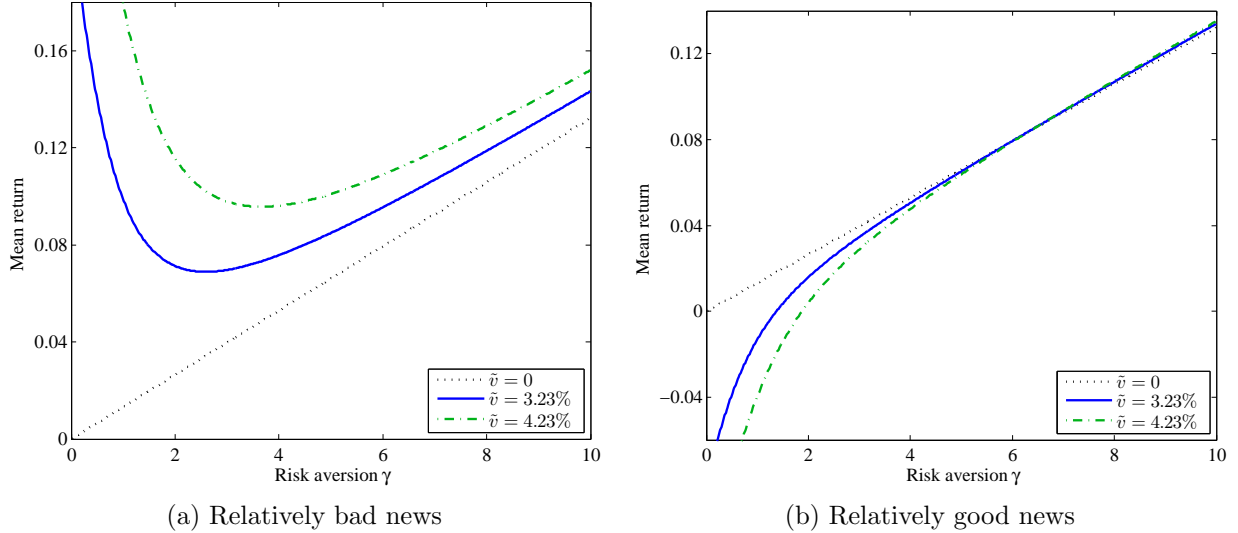 0.16
0.12
0.08
0.04
0
Mean return
0 2 4 6 8 10
Risk aversion γ
ṽ = 0
ṽ = 3.23%
ṽ = 4.23%
(a) Relatively bad news
0.12
0.08
0.04
0
−0.04
Mean return
0 2 4 6 8 10
Risk aversion γ
ṽ = 0
ṽ = 3.23%
ṽ = 4.23%
(b) Relatively good news